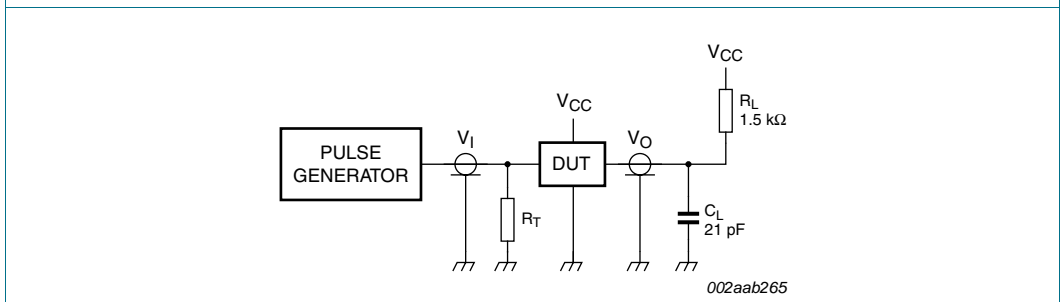 VCC
RL
1.5 kΩ
VCC
VI
VO
PULSE
GENERATOR
DUT
RT
CL
21 pF
002aab265